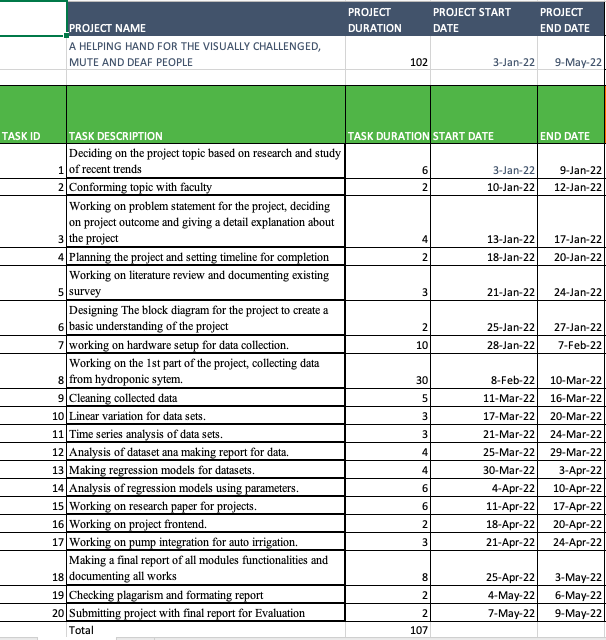 PROJECT NAME PROJECT DURATION PROJECT START DATE PROJECT END DATE
A HELPING HAND FOR THE VISUALLY CHALLENGED,
MUTE AND DEAF PEOPLE 102 3-Jan-22 9-May-22
TASK ID TASK DESCRIPTION TASK DURATION START DATE END DATE
Deciding on the project topic based on research and study
1 of recent trends 6 3-Jan-22 9-Jan-22
2 Conforming topic with faculty 2 10-Jan-22 12-Jan-22
Working on problem statement for the project, deciding
on project outcome and giving a detail explanation about
3 the project 4 13-Jan-22 17-Jan-22
4 Planning the project and setting timeline for completion 2 18-Jan-22 20-Jan-22
Working on literature review and documenting existing
5 survey 3 21-Jan-22 24-Jan-22
Designing The block diagram for the project to create a
6 basic understanding of the project 2 25-Jan-22 27-Jan-22
7 working on hardware setup for data collection. 10 28-Jan-22 7-Feb-22
Working on the 1st part of the project, collecting data
8 from hydroponic sytem. 30 8-Feb-22 10-Mar-22
9 Cleaning collected data 5 11-Mar-22 16-Mar-22
10 Linear variation for data sets. 3 17-Mar-22 20-Mar-22
11 Time series analysis of data sets. 3 21-Mar-22 24-Mar-22
12 Analysis of dataset ana making report for data. 4 25-Mar-22 29-Mar-22
13 Making regression models for datasets. 4 30-Mar-22 3-Apr-22
14 Analysis of regression models using parameters. 6 4-Apr-22 10-Apr-22
15 Working on research paper for projects. 6 11-Apr-22 17-Apr-22
16 Working on project frontend. 2 18-Apr-22 20-Apr-22
17 Working on pump integration for auto irrigation. 3 21-Apr-22 24-Apr-22
Making a final report of all modules functionalities and
18 documenting all works 8 25-Apr-22 3-May-22
19 Checking plagarism and formating report 2 4-May-22 6-May-22
20 Submitting project with final report for Evaluation 2 7-May-22 9-May-22
Total 107